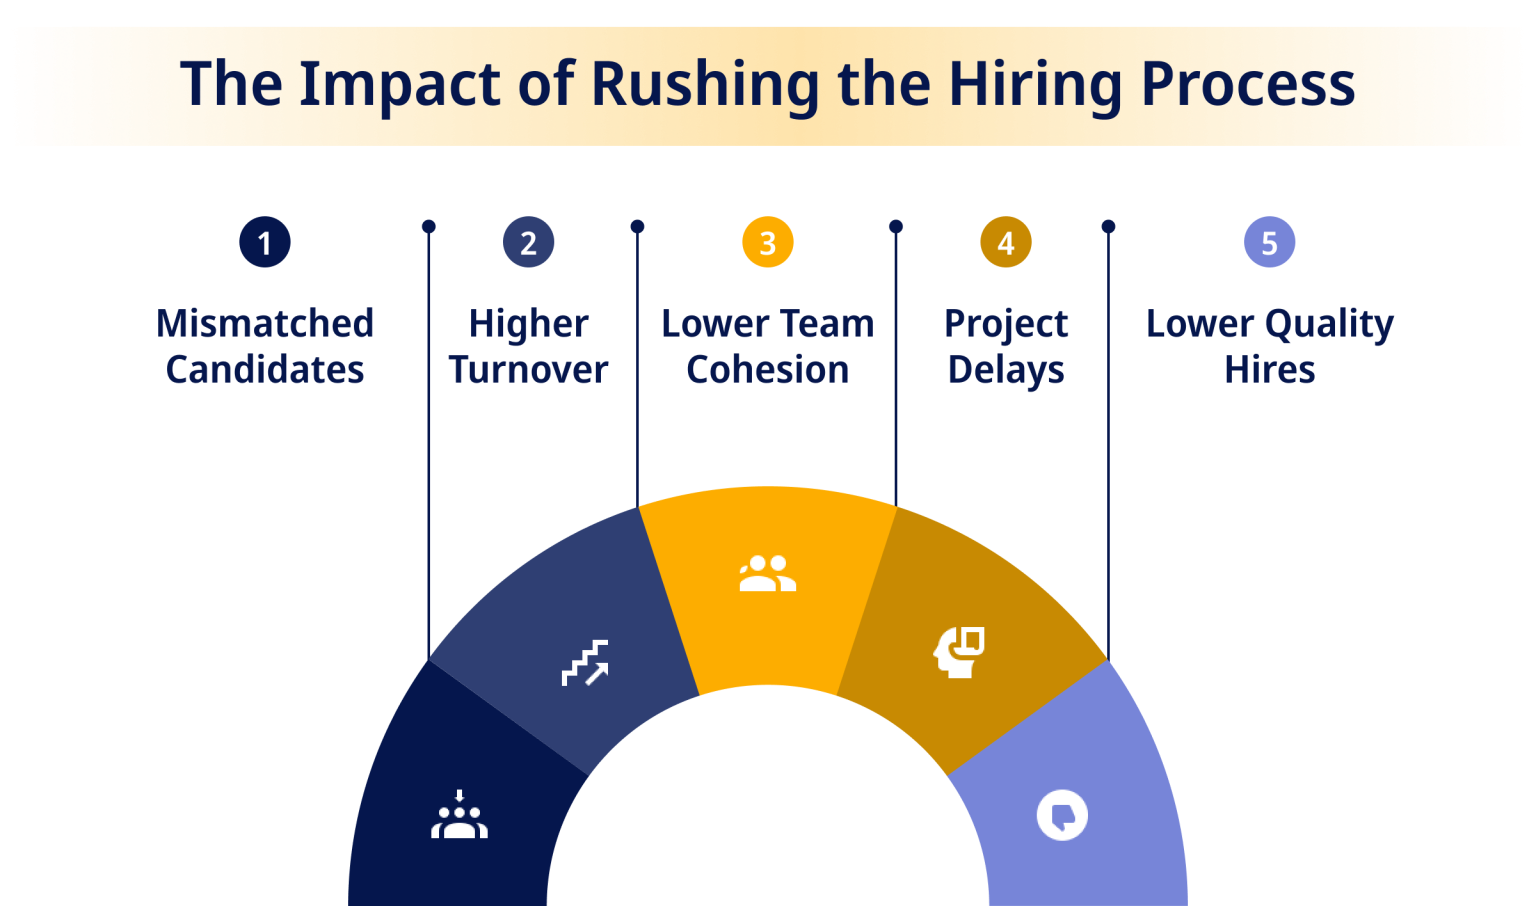 The Impact of Rushing the Hiring Process
1
Mismatched
Candidates
2
Higher
Turnover
3
Lower Team
Cohesion
4
Project
Delays
5
Lower Quality
Hires